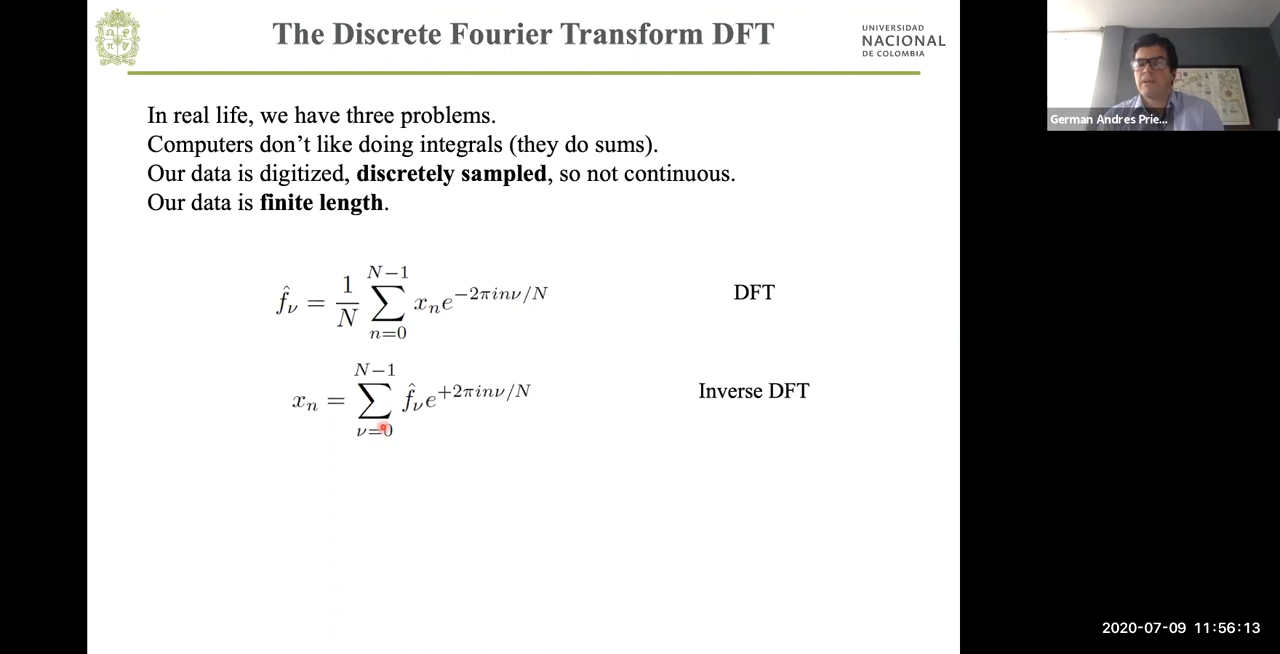 The Discrete Fourier Transform DFT
UNIVERSIDAD
NACIONAL
DE COLOMBIA
In real life, we have three problems.
Computers don't like doing integrals (they do sums).
Our data is digitized, discretely sampled, so not continuous.
Our data is finite length.
f̂_ν = 1/N ∑_{n=0}^{N−1} x_n e^{−2πinν/N} DFT
x_n = ∑_{ν=0}^{N−1} f̂_ν e^{+2πinν/N} Inverse DFT
German Andres Prie...
2020-07-09 11:56:13